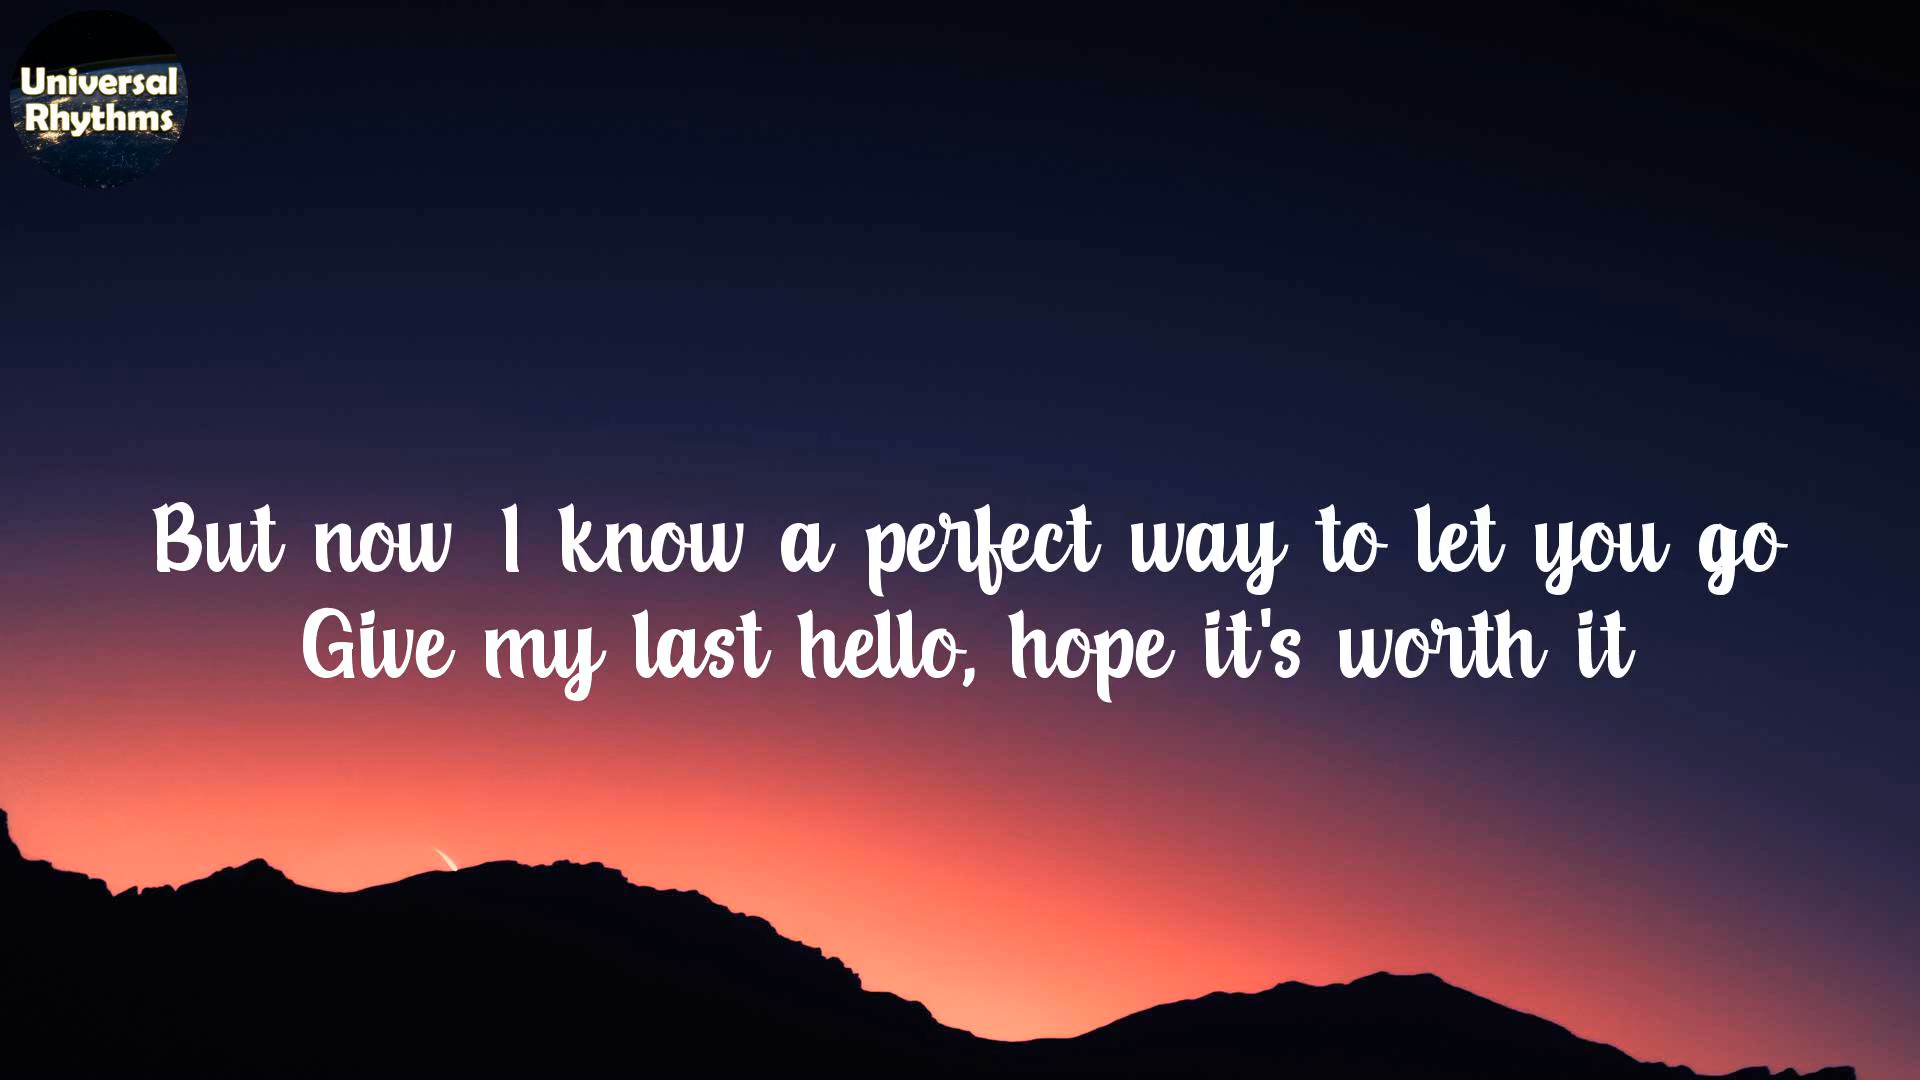 Universal
Rhythms
But now I know a perfect way to let you go
Give my last hello, hope it's worth it